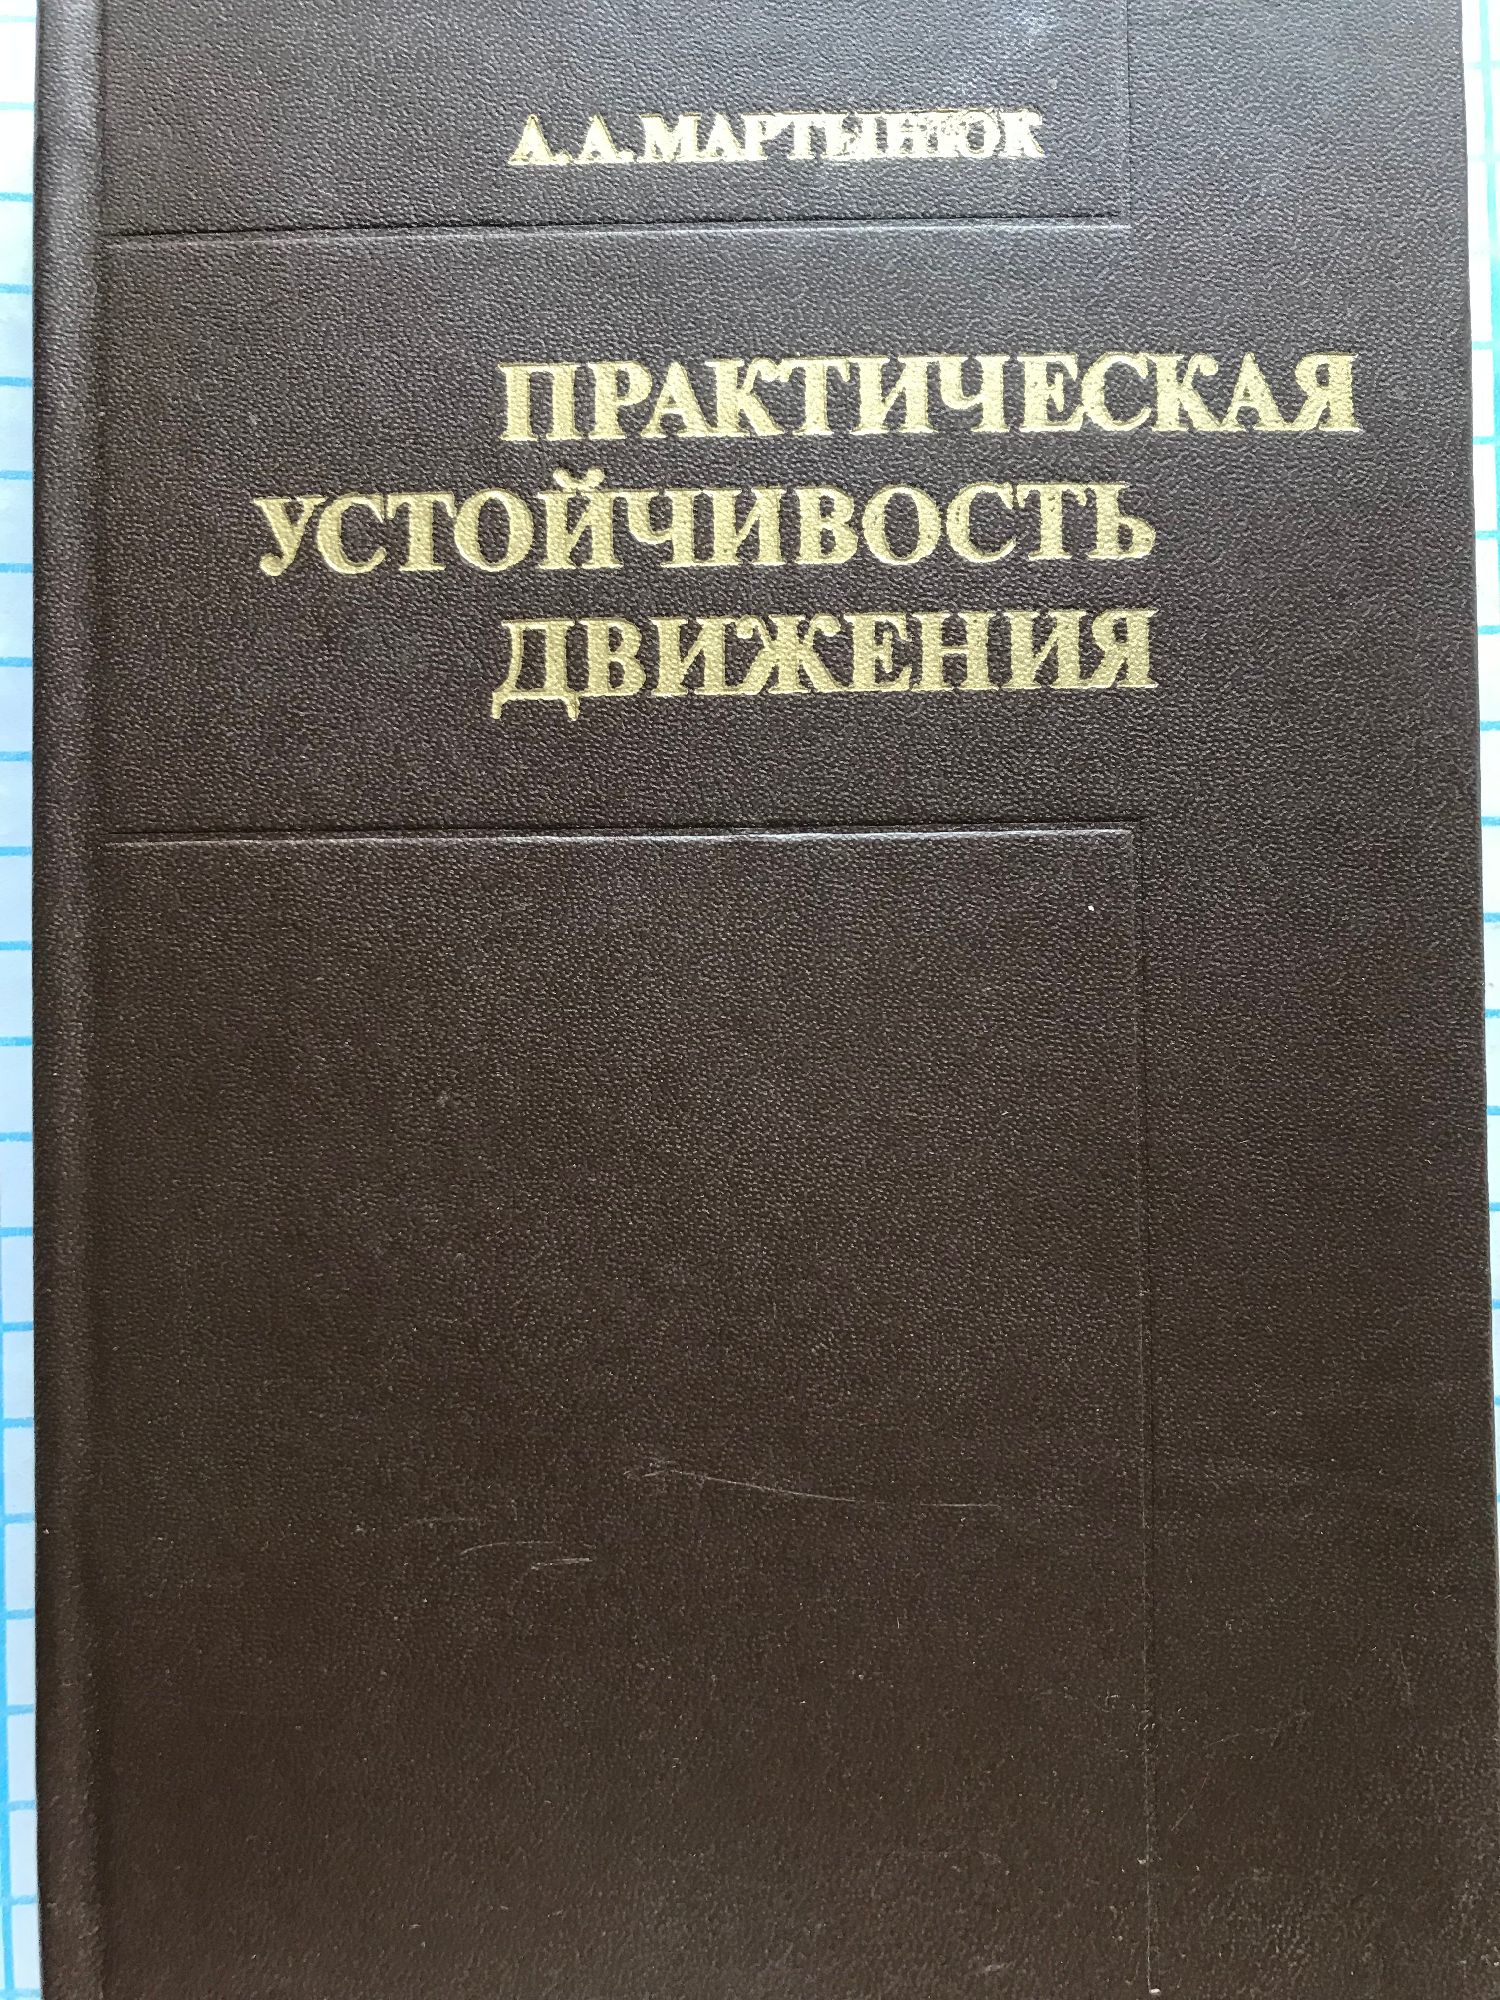 А. А. МАРТЫНЮК
ПРАКТИЧЕСКАЯ
УСТОЙЧИВОСТЬ
ДВИЖЕНИЯ